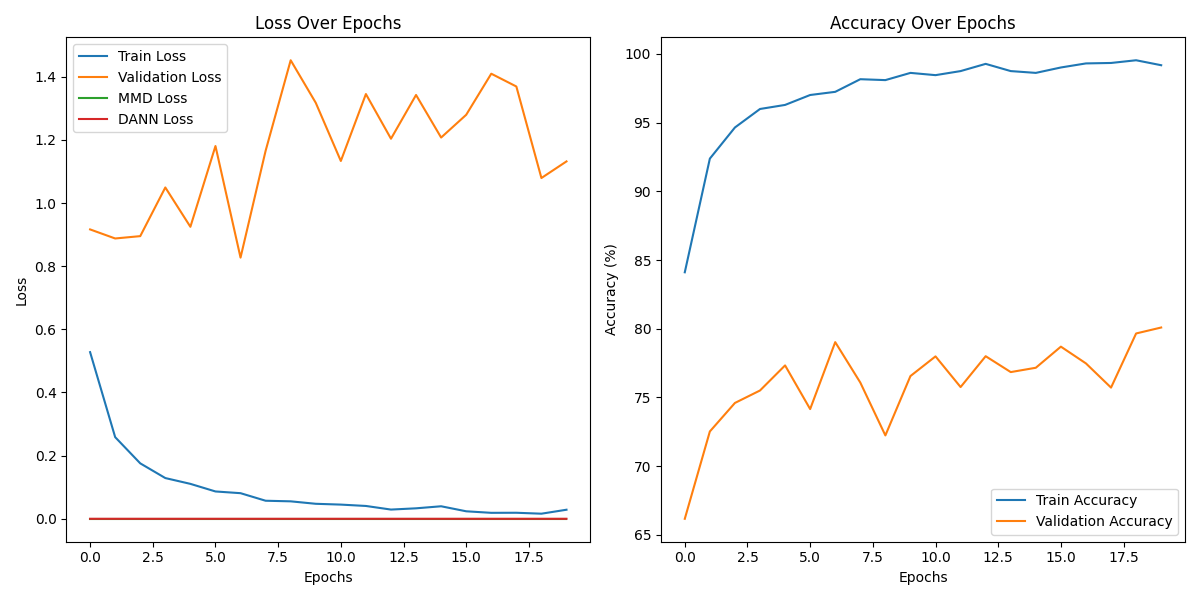 Loss Over Epochs
Train Loss
Validation Loss
MMD Loss
DANN Loss
1.4
1.2
1.0
0.8
0.6
0.4
0.2
0.0
Loss
0.0 2.5 5.0 7.5 10.0 12.5 15.0 17.5
Epochs
Accuracy Over Epochs
100
95
90
85
80
75
70
65
Accuracy (%)
Train Accuracy
Validation Accuracy
0.0 2.5 5.0 7.5 10.0 12.5 15.0 17.5
Epochs